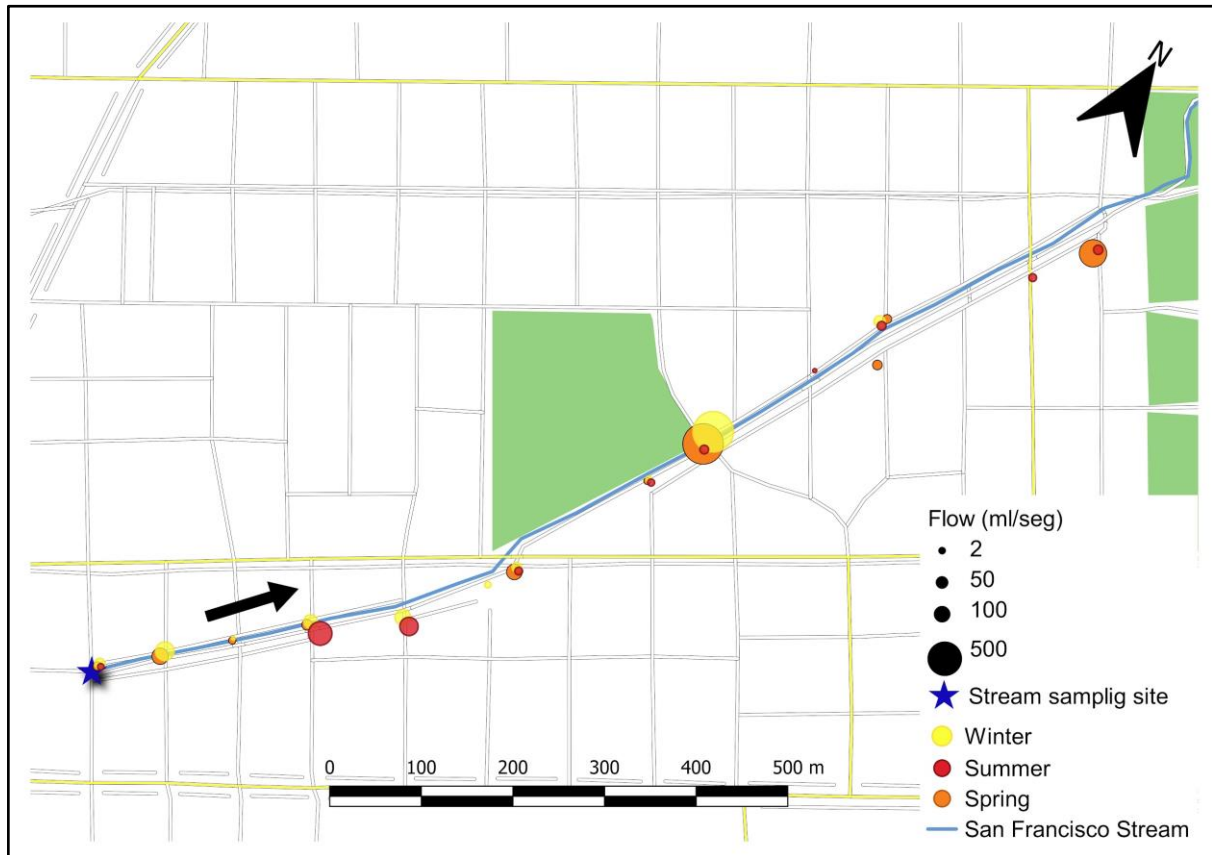 N
Flow (ml/seg)
2
50
100
500
Stream samplig site
Winter
Summer
Spring
San Francisco Stream
0 100 200 300 400 500 m